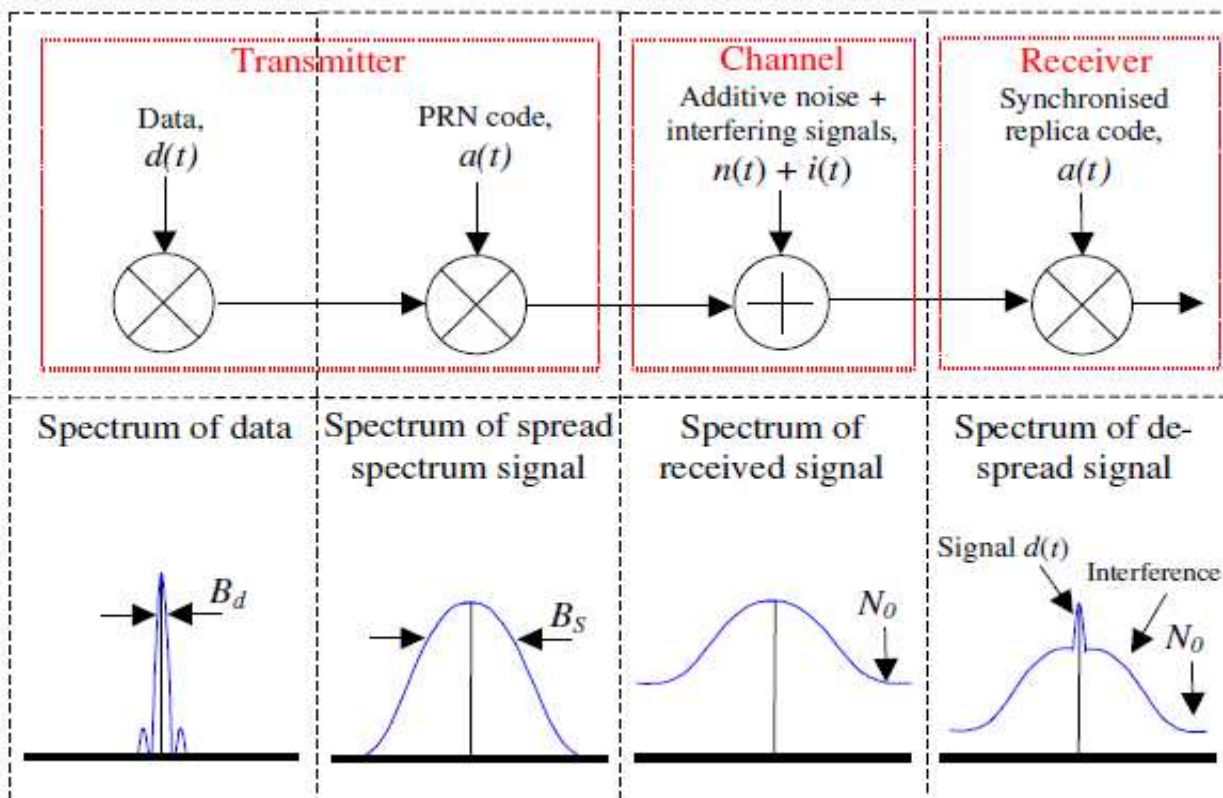 Transmitter
Data,
d(t)
PRN code,
a(t)
Channel
Additive noise +
interfering signals,
n(t) + i(t)
Receiver
Synchronised
replica code,
a(t)
Spectrum of data
B_d
Spectrum of spread
spectrum signal
B_S
Spectrum of
received signal
N_0
Spectrum of de-
spread signal
Signal d(t)
Interference
N_0